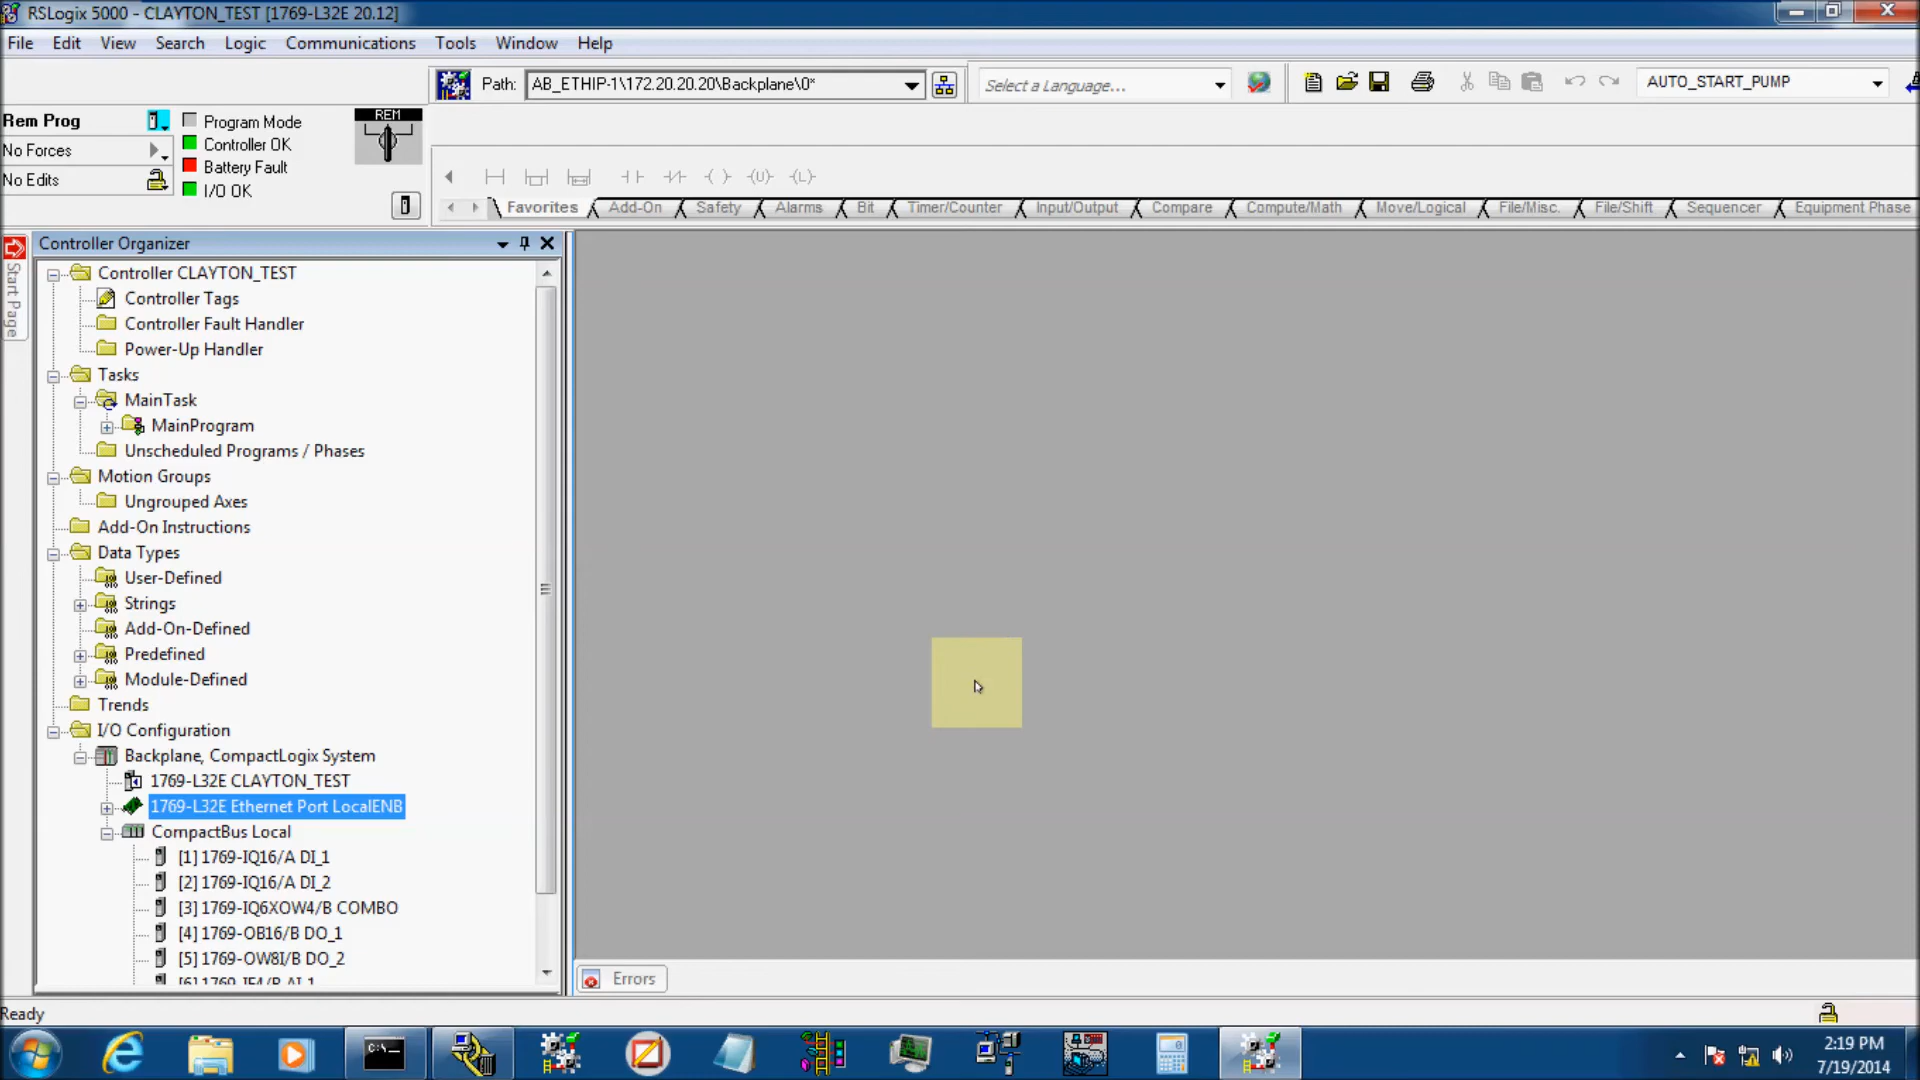 RSLogix 5000 - CLAYTON_TEST [1769-L32E 20.12]
File Edit View Search Logic Communications Tools Window Help
Path: AB_ETHIP-1\172.20.20.20\Backplane\0* Select a Language... AUTO_START_PUMP
Rem Prog
No Forces
No Edits
Program Mode
Controller OK
Battery Fault
I/O OK
REM
Favorites Add-On Safety Alarms Bit Timer/Counter Input/Output Compare Compute/Math Move/Logical File/Misc. File/Shift Sequencer Equipment Phase
Start Page
Controller Organizer
Controller CLAYTON_TEST
Controller Tags
Controller Fault Handler
Power-Up Handler
Tasks
MainTask
MainProgram
Unscheduled Programs / Phases
Motion Groups
Ungrouped Axes
Add-On Instructions
Data Types
User-Defined
Strings
Add-On-Defined
Predefined
Module-Defined
Trends
I/O Configuration
Backplane, CompactLogix System
1769-L32E CLAYTON_TEST
1769-L32E Ethernet Port LocalENB
CompactBus Local
[1] 1769-IQ16/A DI_1
[2] 1769-IQ16/A DI_2
[3] 1769-IQ6XOW4/B COMBO
[4] 1769-OB16/B DO_1
[5] 1769-OW8I/B DO_2
[6] 1769-IF4/B AI_1
Errors
Ready
2:19 PM
7/19/2014